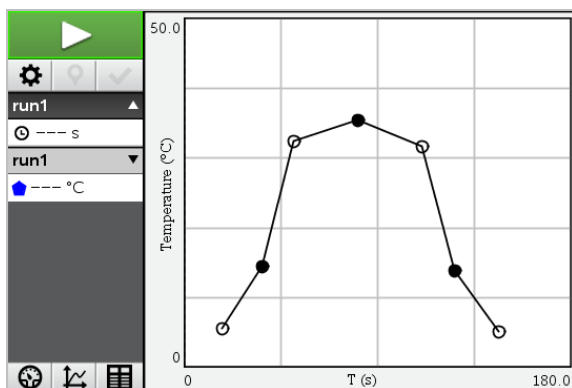 run1
--- s
run1
--- °C
50.0
Temperature (°C)
0
0
T (s)
180.0